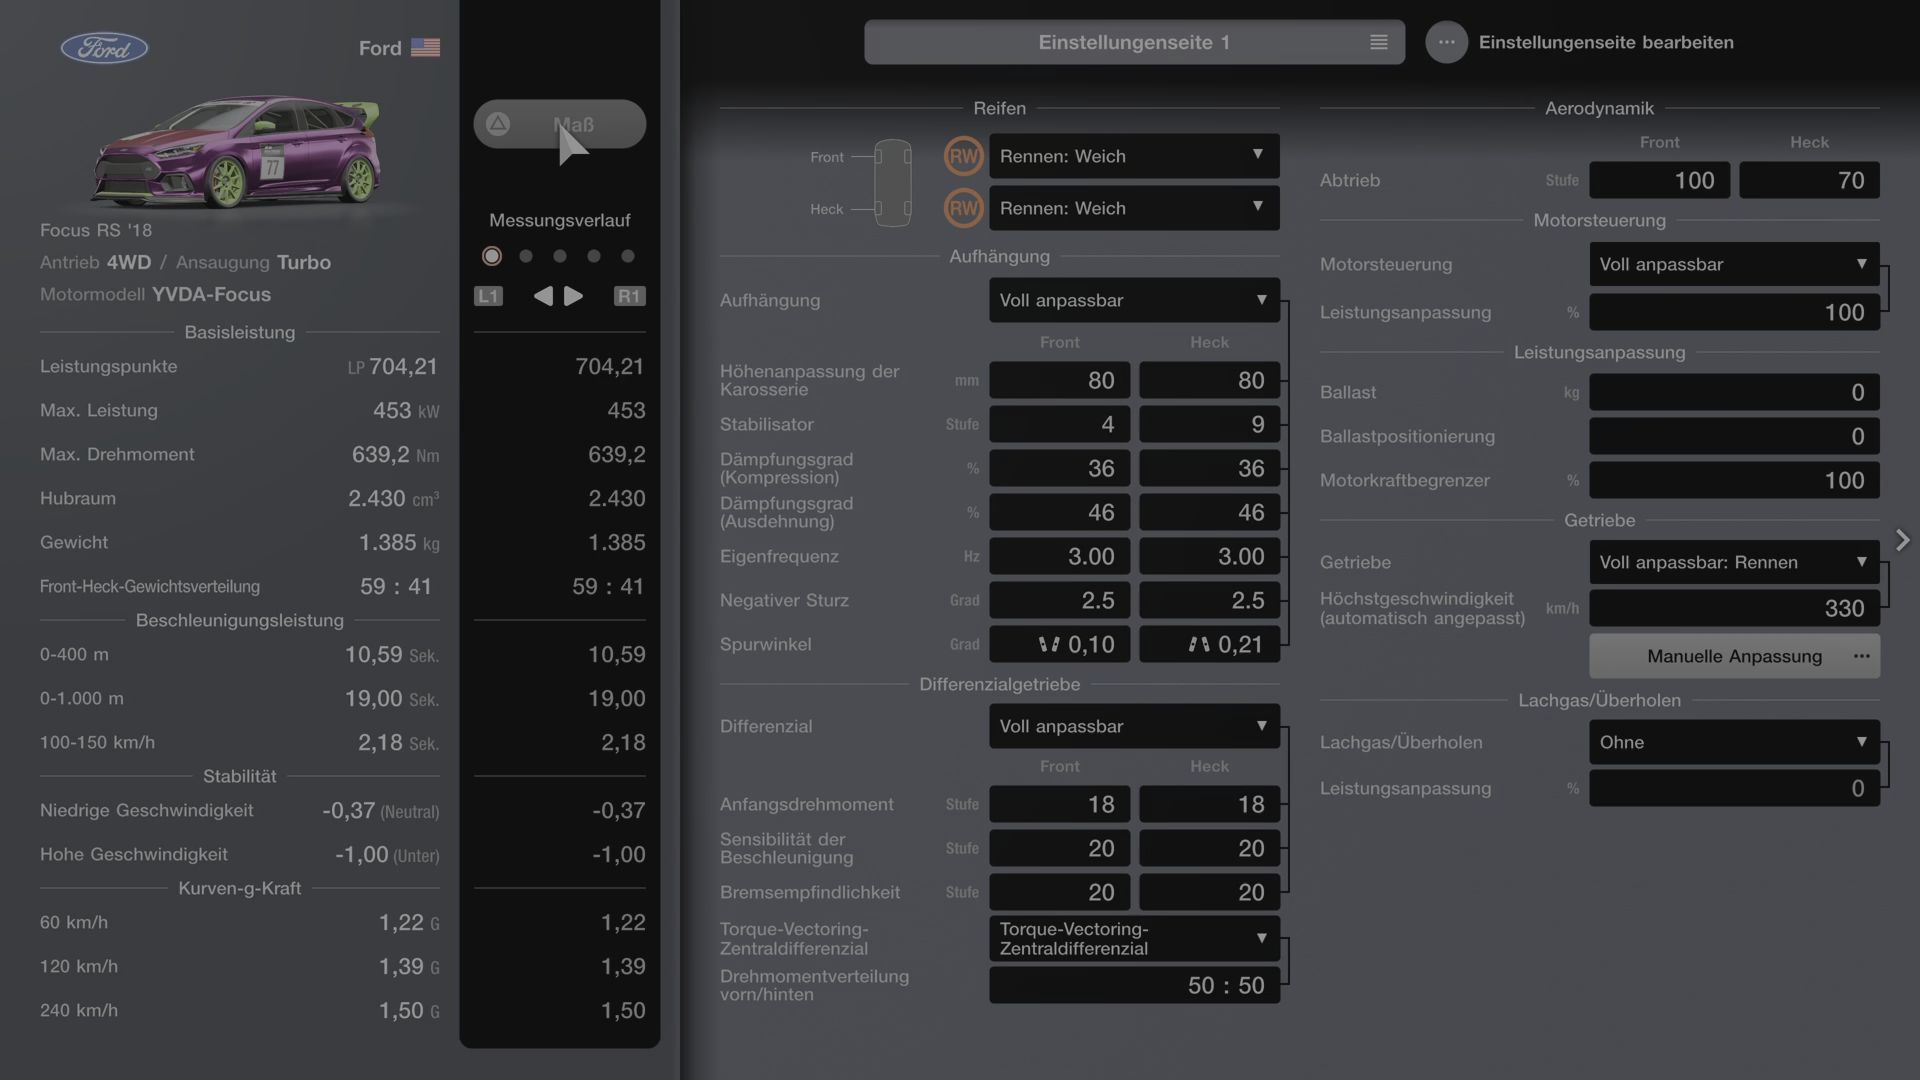 Ford
Ford
77
Focus RS '18
Antrieb 4WD / Ansaugung Turbo
Motormodell YVDA-Focus
Basisleistung
Leistungspunkte LP 704,21
Max. Leistung 453 kW
Max. Drehmoment 639,2 Nm
Hubraum 2.430 cm³
Gewicht 1.385 kg
Front-Heck-Gewichtsverteilung 59 : 41
Beschleunigungsleistung
0-400 m 10,59 Sek.
0-1.000 m 19,00 Sek.
100-150 km/h 2,18 Sek.
Stabilität
Niedrige Geschwindigkeit -0,37 (Neutral)
Hohe Geschwindigkeit -1,00 (Unter)
Kurven-g-Kraft
60 km/h 1,22 G
120 km/h 1,39 G
240 km/h 1,50 G
Maß
Messungsverlauf
L1 R1
704,21
453
639,2
2.430
1.385
59 : 41
10,59
19,00
2,18
-0,37
-1,00
1,22
1,39
1,50
Einstellungenseite 1
Einstellungenseite bearbeiten
Reifen
Front RW Rennen: Weich
Heck RW Rennen: Weich
Aufhängung
Aufhängung Voll anpassbar
Front Heck
Höhenanpassung der
Karosserie mm 80 80
Stabilisator Stufe 4 9
Dämpfungsgrad
(Kompression) % 36 36
Dämpfungsgrad
(Ausdehnung) % 46 46
Eigenfrequenz Hz 3.00 3.00
Negativer Sturz Grad 2.5 2.5
Spurwinkel Grad 0,10 0,21
Differenzialgetriebe
Differenzial Voll anpassbar
Front Heck
Anfangsdrehmoment Stufe 18 18
Sensibilität der
Beschleunigung Stufe 20 20
Bremsempfindlichkeit Stufe 20 20
Torque-Vectoring-
Zentraldifferenzial
Torque-Vectoring-
Zentraldifferenzial
Drehmomentverteilung
vorn/hinten 50 : 50
Aerodynamik
Front Heck
Abtrieb Stufe 100 70
Motorsteuerung
Motorsteuerung Voll anpassbar
Leistungsanpassung % 100
Leistungsanpassung
Ballast kg 0
Ballastpositionierung 0
Motorkraftbegrenzer % 100
Getriebe
Getriebe Voll anpassbar: Rennen
Höchstgeschwindigkeit
(automatisch angepasst) km/h 330
Manuelle Anpassung
Lachgas/Überholen
Lachgas/Überholen Ohne
Leistungsanpassung % 0